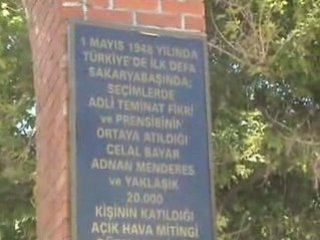 1 MAYIS 1948 YILINDA
TÜRKİYE'DE İLK DEFA
SAKARYABAŞINDA;
SEÇİMLERDE
ADLİ TEMİNAT FİKRİ
ve PRENSİBİNİN
ORTAYA ATILDIĞI
CELAL BAYAR
ADNAN MENDERES
ve YAKLAŞIK
20.000
KİŞİNİN KATILDIĞI
AÇIK HAVA MİTİNGİ